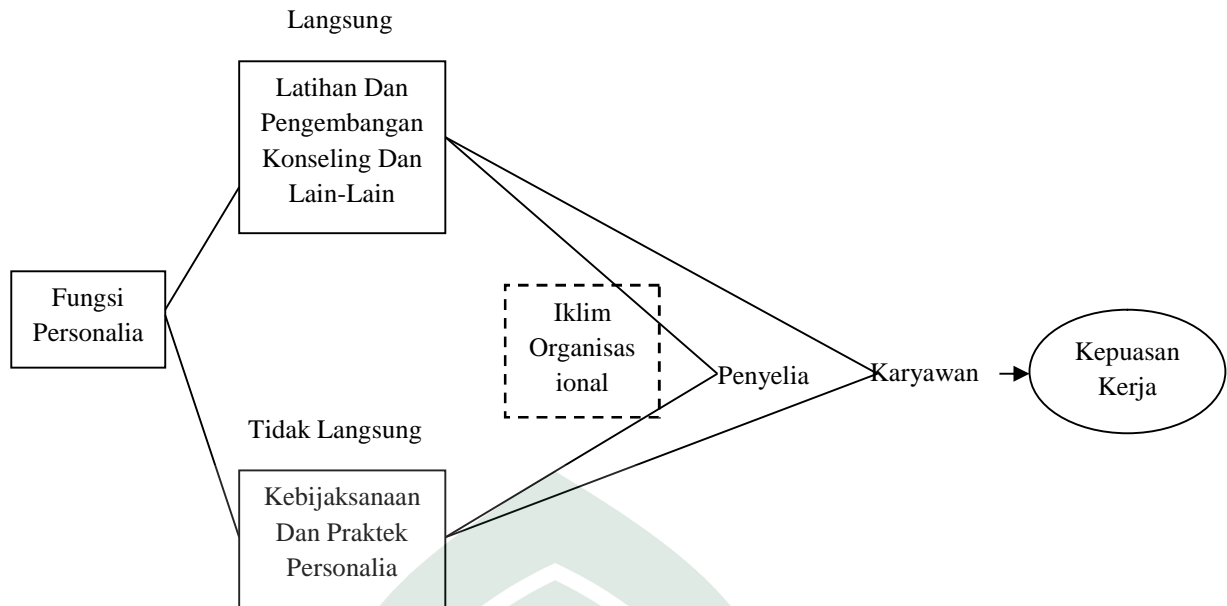 Langsung
Latihan Dan
Pengembangan
Konseling Dan
Lain-Lain
Fungsi
Personalia
Iklim
Organisas
ional
Penyelia
Karyawan
Kepuasan
Kerja
Tidak Langsung
Kebijaksanaan
Dan Praktek
Personalia